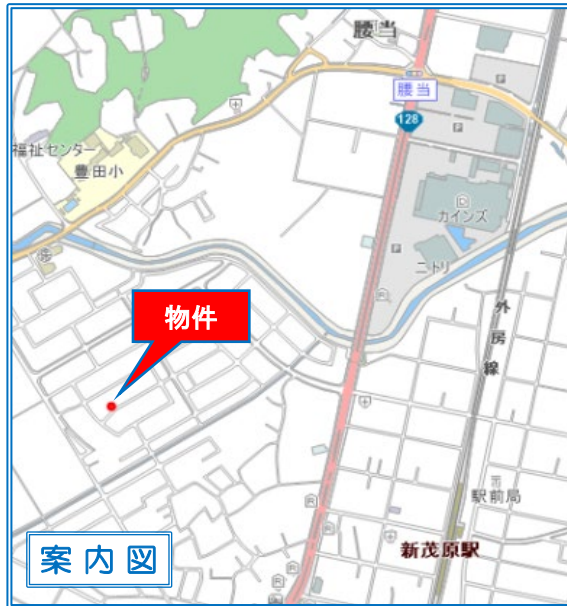 腰当
腰当
128
福祉センター
豊田小
カインズ
ニトリ
物件
外房線
駅前局
新茂原駅
案内図